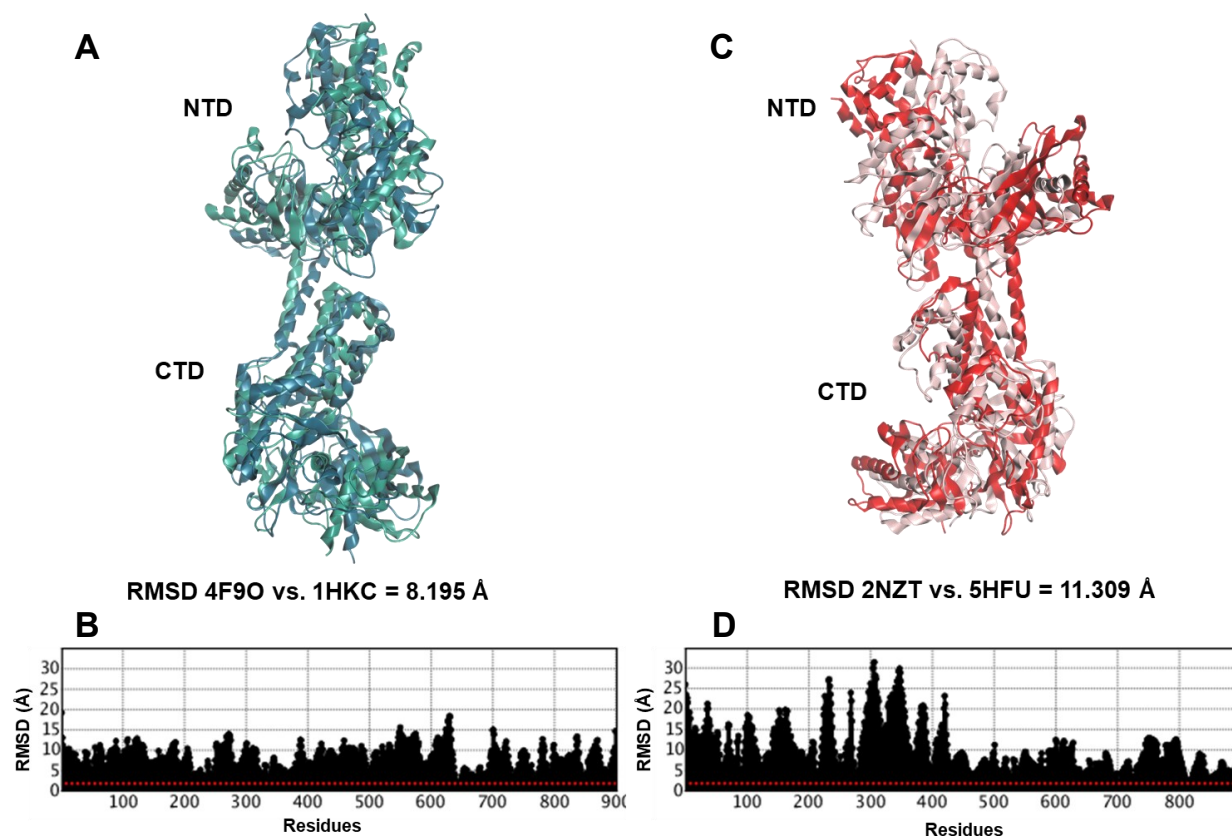 A
C
NTD
NTD
CTD
CTD
RMSD 4F9O vs. 1HKC = 8.195 Å
RMSD 2NZT vs. 5HFU = 11.309 Å
B
D
RMSD (Å)
30
25
20
15
10
5
0
100 200 300 400 500 600 700 800 900
Residues
RMSD (Å)
30
25
20
15
10
5
0
100 200 300 400 500 600 700 800
Residues